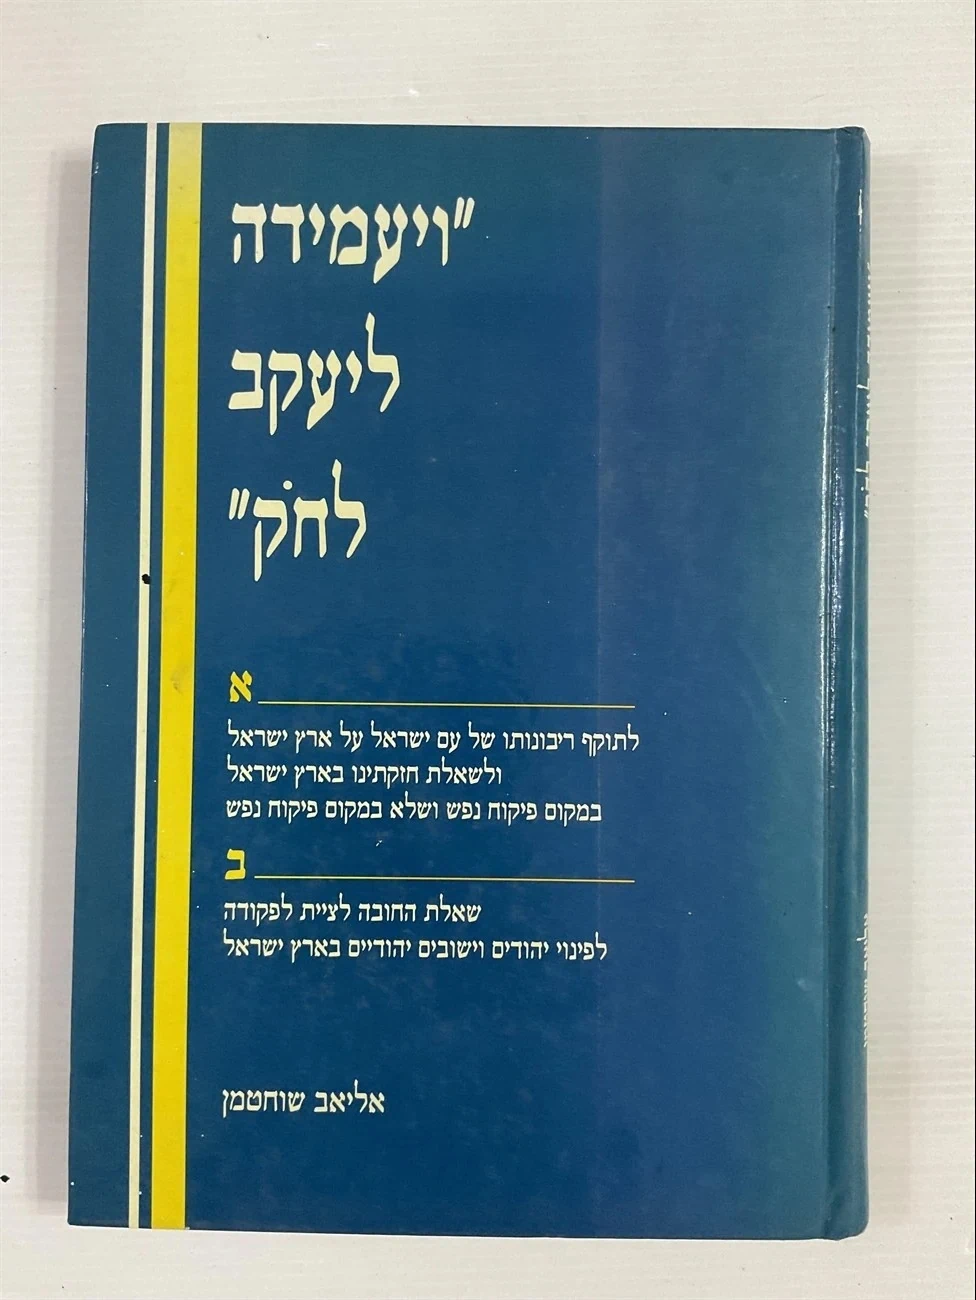 "ויעמידה
ליעקב
לחֹק"
א
לתוקף ריבונותו של עם ישראל על ארץ ישראל
ולשאלת חזקתינו בארץ ישראל
במקום פיקוח נפש ושלא במקום פיקוח נפש
ב
שאלת החובה לציית לפקודה
לפינוי יהודים וישובים יהודיים בארץ ישראל
אליאב שוחטמן